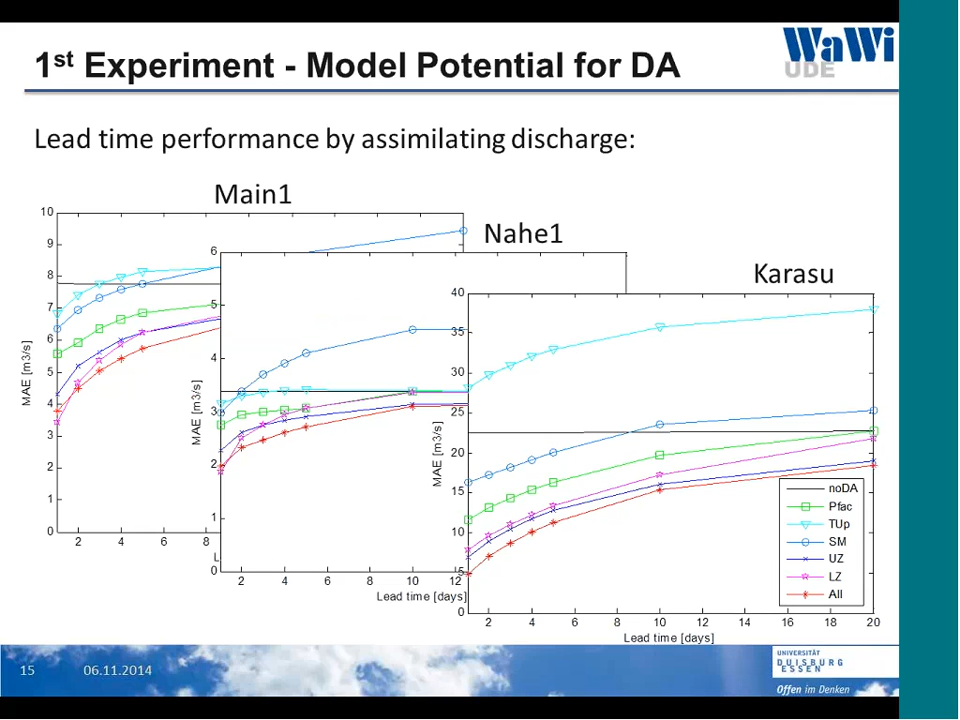 1st Experiment - Model Potential for DA
WaWi
UDE
Lead time performance by assimilating discharge:
Main1
10
9
8
7
6
5
4
3
2
1
0
MAE [m3/s]
2 4 6 8
L
Nahe1
6
5
4
3
2
1
0
MAE [m3/s]
2 4 6 8 10 12
Lead time [days]
Karasu
40
35
30
25
20
15
10
5
0
MAE [m3/s]
2 4 6 8 10 12 14 16 18 20
Lead time [days]
noDA
Pfac
TUp
SM
UZ
LZ
All
15 06.11.2014
UNIVERSITÄT
DUISBURG
ESSEN
Offen im Denken